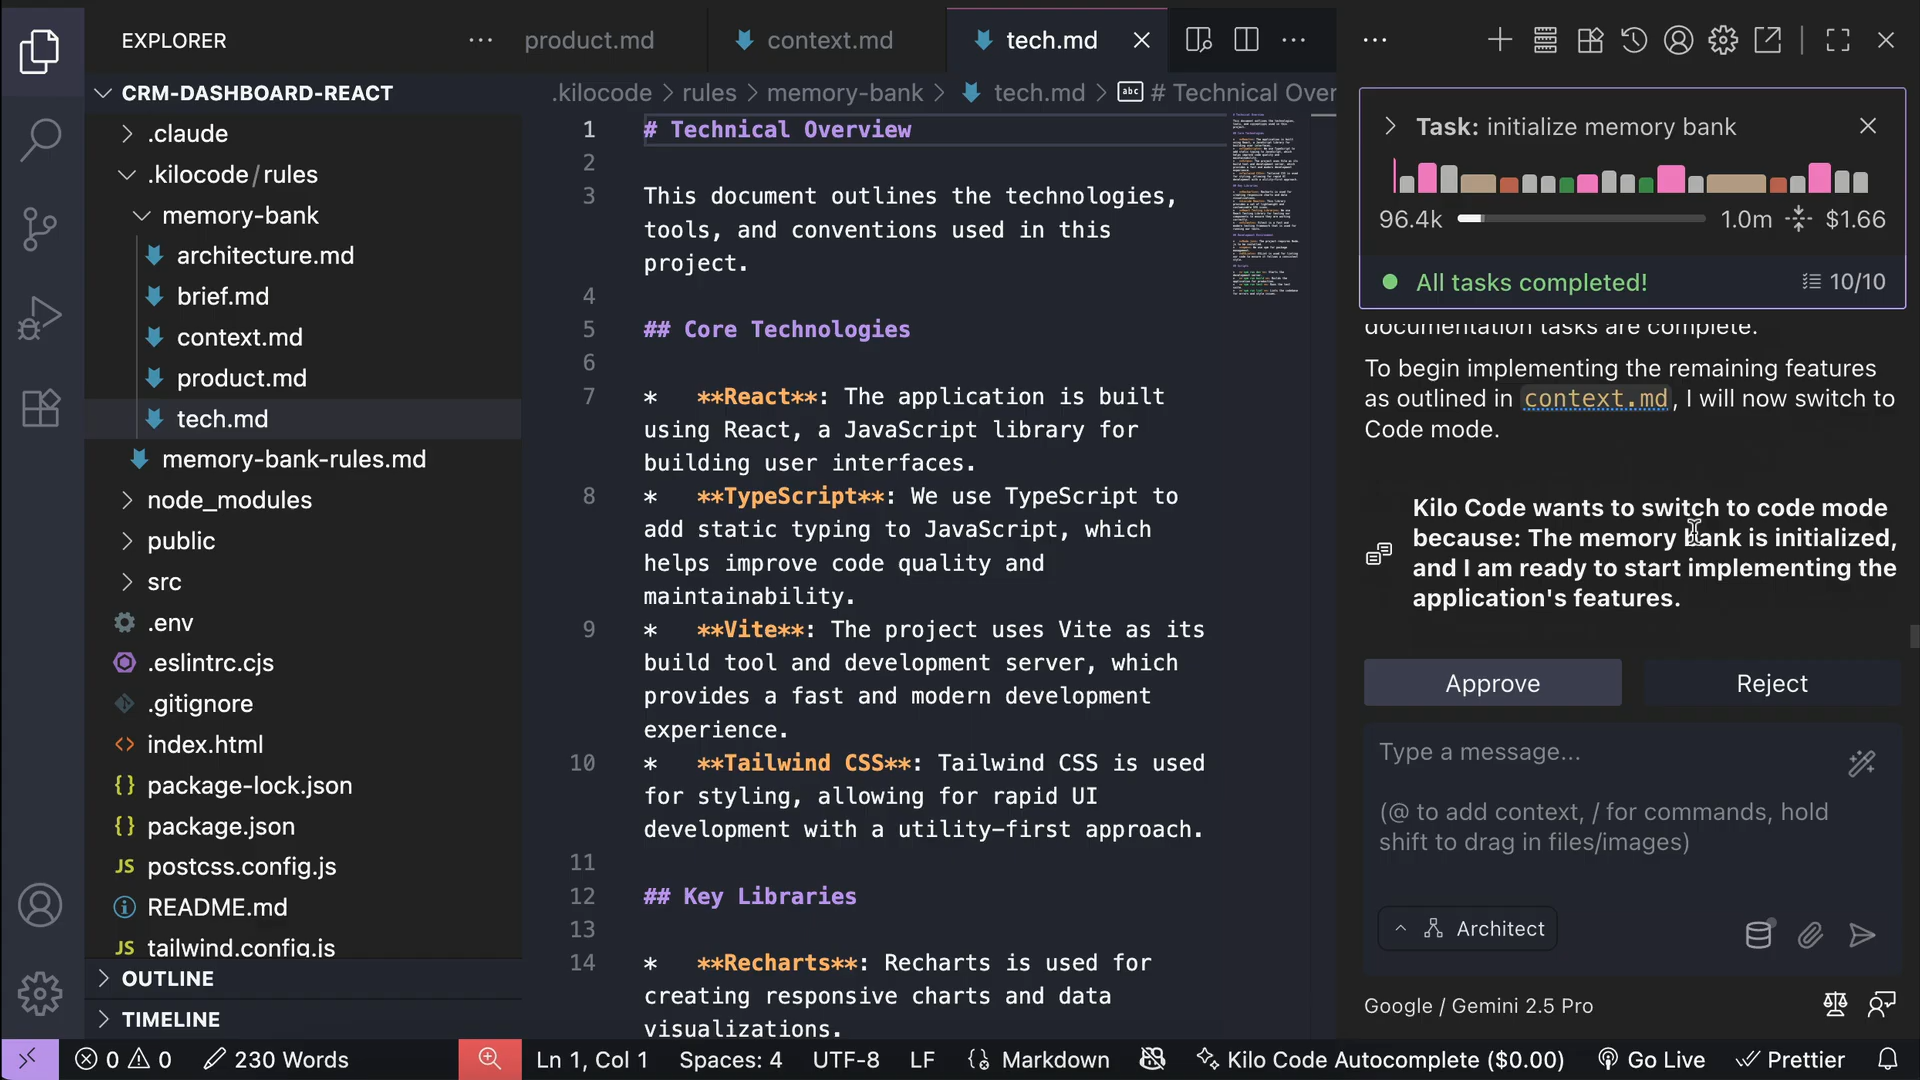 EXPLORER
CRM-DASHBOARD-REACT
.claude
.kilocode/rules
memory-bank
architecture.md
brief.md
context.md
product.md
tech.md
memory-bank-rules.md
node_modules
public
src
.env
.eslintrc.cjs
.gitignore
index.html
package-lock.json
package.json
postcss.config.js
README.md
tailwind.config.js
OUTLINE
TIMELINE
product.md
context.md
tech.md
.kilocode > rules > memory-bank > tech.md > # Technical Over
1 # Technical Overview
2
3 This document outlines the technologies,
tools, and conventions used in this
project.
4
5 ## Core Technologies
6
7 * **React**: The application is built
using React, a JavaScript library for
building user interfaces.
8 * **TypeScript**: We use TypeScript to
add static typing to JavaScript, which
helps improve code quality and
maintainability.
9 * **Vite**: The project uses Vite as its
build tool and development server, which
provides a fast and modern development
experience.
10 * **Tailwind CSS**: Tailwind CSS is used
for styling, allowing for rapid UI
development with a utility-first approach.
11
12 ## Key Libraries
13
14 * **Recharts**: Recharts is used for
creating responsive charts and data
visualizations.
Task: initialize memory bank
96.4k 1.0m $1.66
All tasks completed! 10/10
documentation tasks are complete.
To begin implementing the remaining features
as outlined in context.md, I will now switch to
Code mode.
Kilo Code wants to switch to code mode
because: The memory bank is initialized,
and I am ready to start implementing the
application's features.
Approve
Reject
Type a message...
(@ to add context, / for commands, hold
shift to drag in files/images)
Architect
Google / Gemini 2.5 Pro
0 0 230 Words Ln 1, Col 1 Spaces: 4 UTF-8 LF Markdown Kilo Code Autocomplete ($0.00) Go Live Prettier